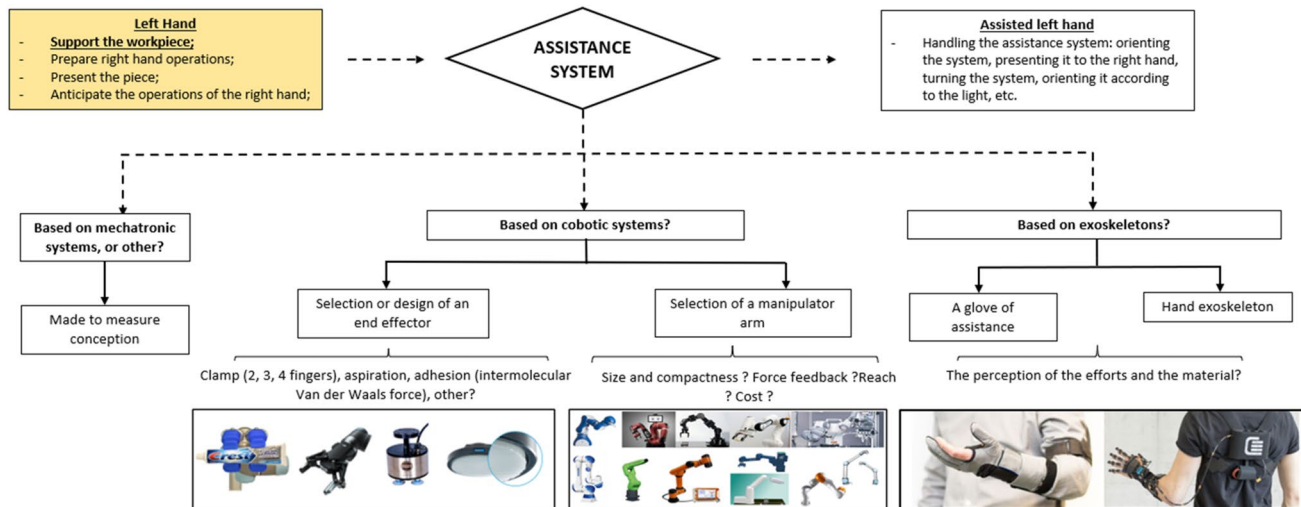 Left Hand
- Support the workpiece;
- Prepare right hand operations;
- Present the piece;
- Anticipate the operations of the right hand;
ASSISTANCE
SYSTEM
Assisted left hand
- Handling the assistance system: orienting
the system, presenting it to the right hand,
turning the system, orienting it according
to the light, etc.
Based on mechatronic
systems, or other?
Based on cobotic systems?
Based on exoskeletons?
Made to measure
conception
Selection or design of an
end effector
Selection of a manipulator
arm
A glove of
assistance
Hand exoskeleton
Clamp (2, 3, 4 fingers), aspiration, adhesion (intermolecular
Van der Waals force), other?
Size and compactness ? Force feedback ?Reach
? Cost ?
The perception of the efforts and the material?
Crest